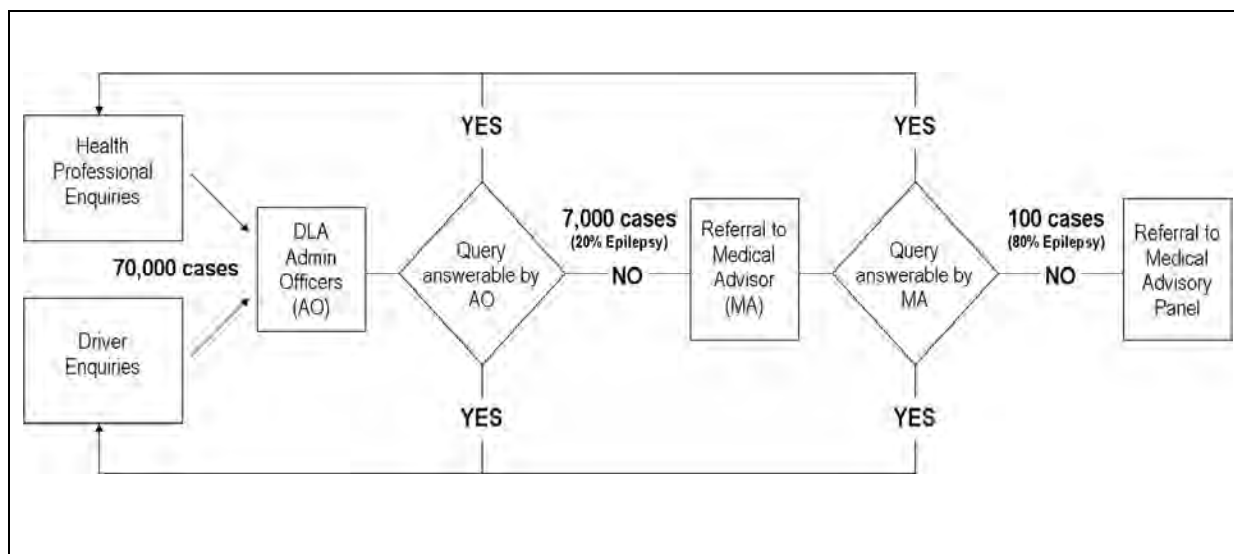 Health
Professional
Enquiries
70,000 cases
Driver
Enquiries
DLA
Admin
Officers
(AO)
YES
Query
answerable by
AO
YES
7,000 cases
(20% Epilepsy)
NO
Referral to
Medical
Advisor
(MA)
YES
Query
answerable by
MA
YES
100 cases
(80% Epilepsy)
NO
Referral to
Medical
Advisory
Panel